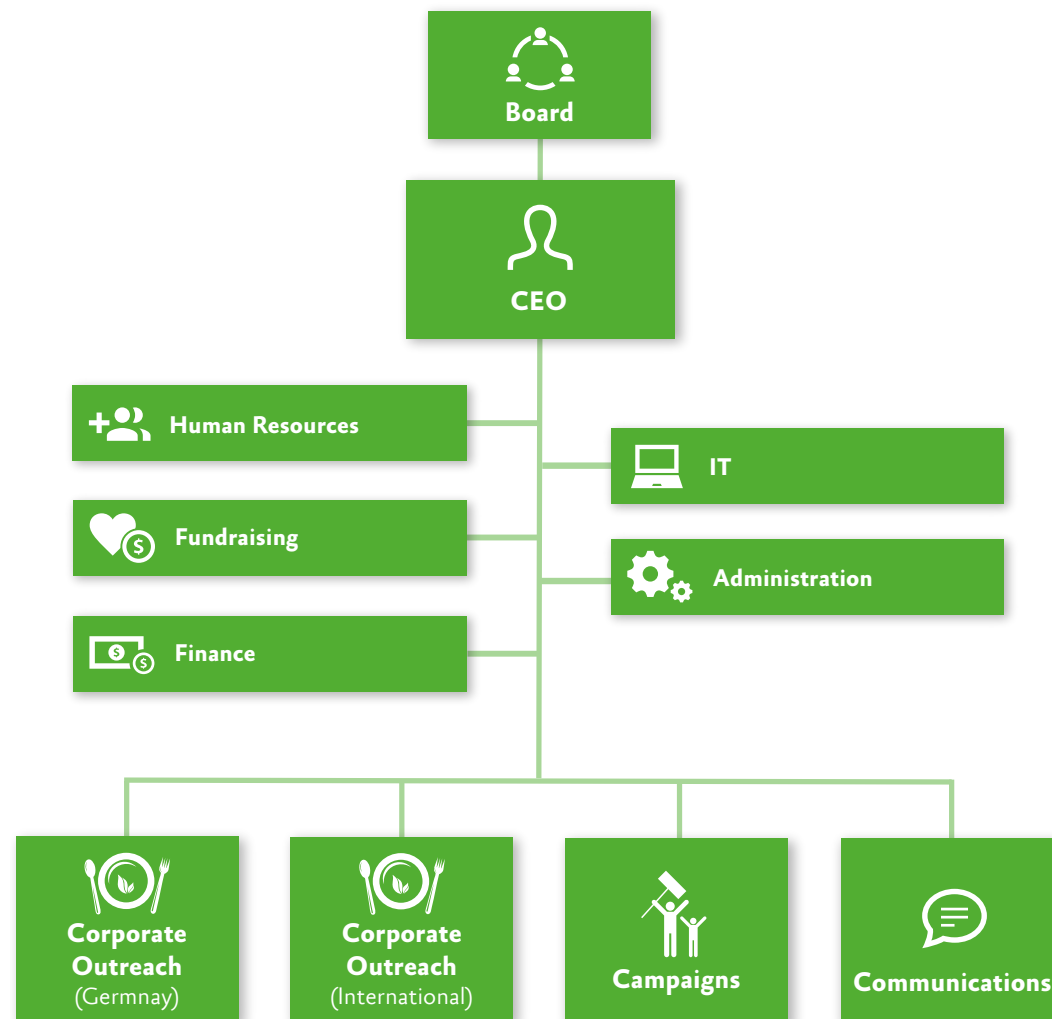 Board
CEO
Human Resources
IT
Fundraising
Administration
Finance
Corporate
Outreach
(Germnay)
Corporate
Outreach
(International)
Campaigns
Communications